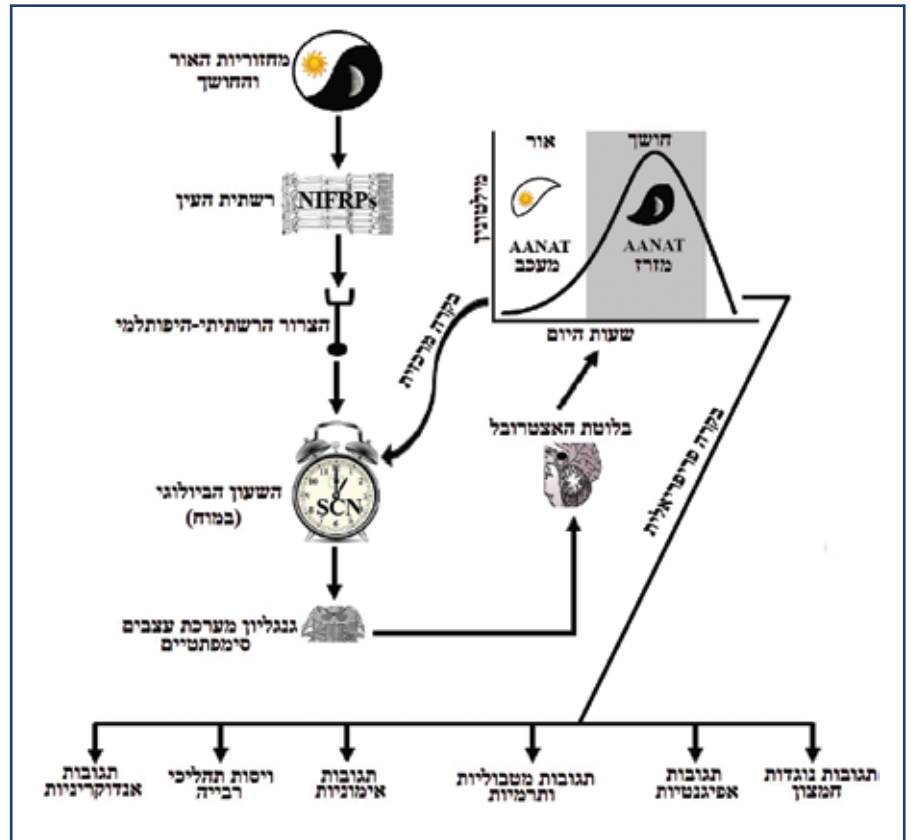 מחזוריות האור
והחושך
רשתית העין
NIFRPs
הצרור הרשתיתי-היפותלמי
השעון הביולוגי
(במוח)
SCN
גנגליון מערכת עצבים
סימפתטיים
בקרה מרכזית
בלוטת האצטרובל
מילטונין
אור
חושך
AANAT
מעכב
AANAT
מזרז
שעות היום
בקרה פריפריאלית
תגובות נוגדות
חמצון
תגובות
אפיגנטיות
תגובות מטבוליות
ותרמיות
תגובות
אימוניות
ויסות תהליכי
רבייה
תגובות
אנדוקריניות